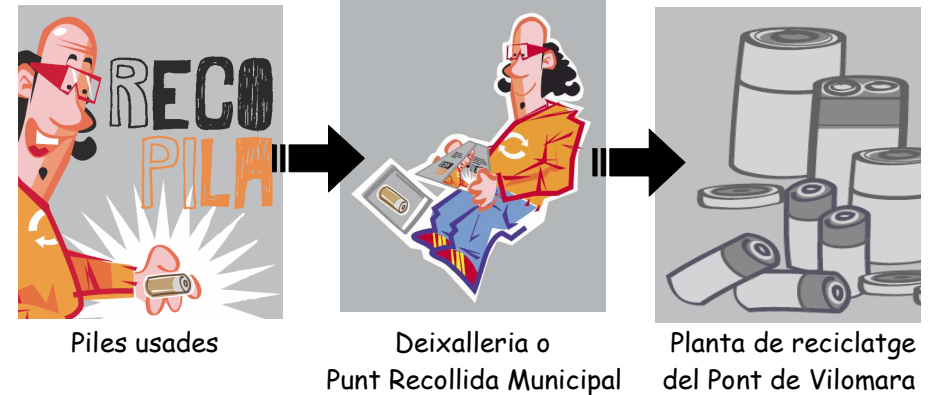 RECO
PILA
Piles usades
Deixalleria o
Punt Recollida Municipal
Planta de reciclatge
del Pont de Vilomara